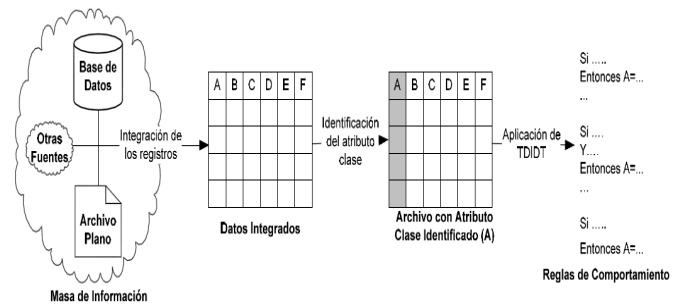 Base de
Datos
Otras
Fuentes
Archivo
Plano
Masa de Información
Integración de
los registros
A B C D E F
Datos Integrados
Identificación
del atributo
clase
A B C D E F
Archivo con Atributo
Clase Identificado (A)
Aplicación de
TDIDT
Si .....
Entonces A=...
...
Si ....
Y....
Entonces A=...
...
Si .....
Entonces A=...
Reglas de Comportamiento